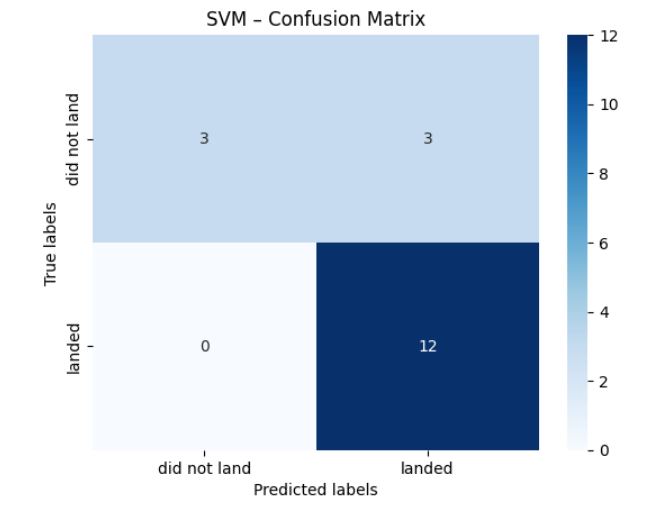 SVM – Confusion Matrix
True labels
did not land
landed
3
3
0
12
did not land
landed
Predicted labels
12
10
8
6
4
2
0